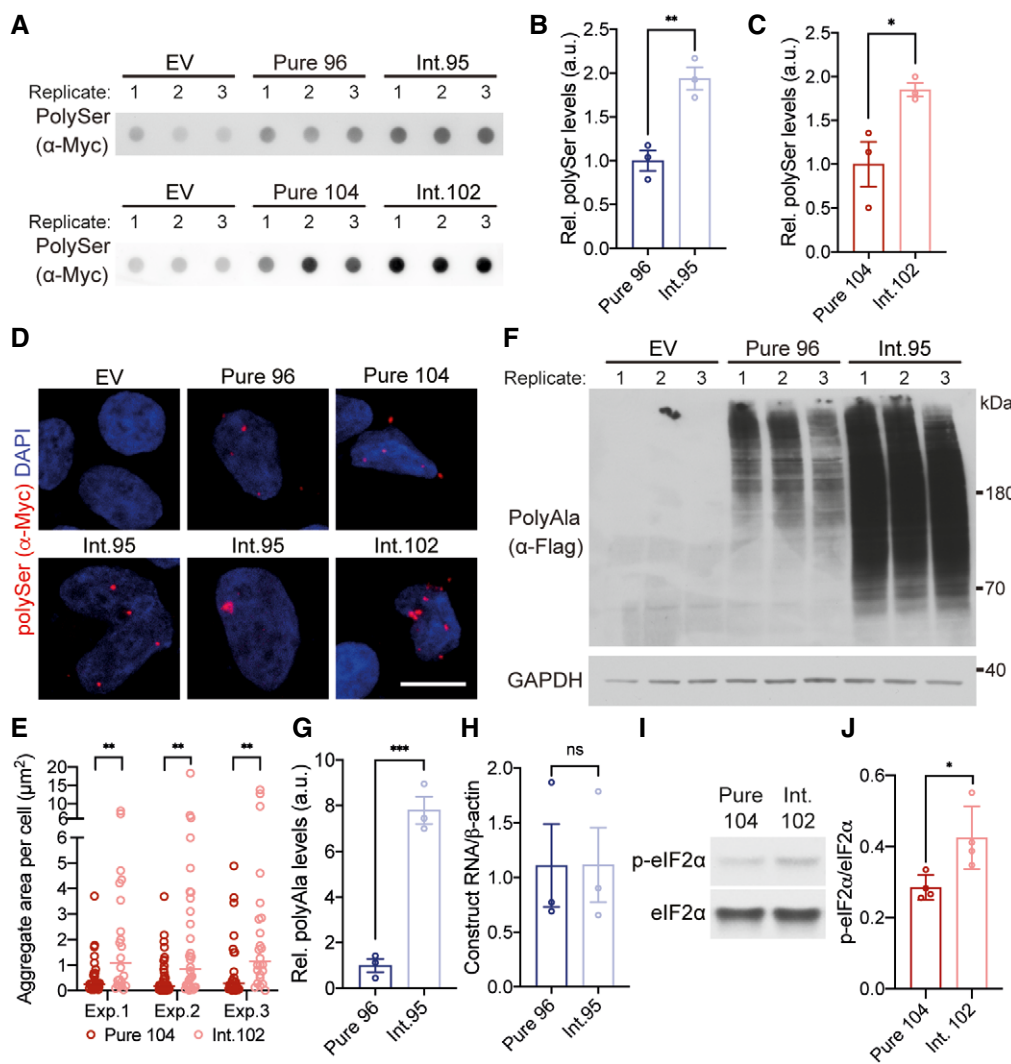 A
EV Pure 96 Int.95
Replicate: 1 2 3 1 2 3 1 2 3
PolySer
(α-Myc)
EV Pure 104 Int.102
Replicate: 1 2 3 1 2 3 1 2 3
PolySer
(α-Myc)
B
**
Rel. polySer levels (a.u.)
2.5
2.0
1.5
1.0
0.5
0.0
Pure 96 Int.95
C
*
Rel. polySer levels (a.u.)
2.5
2.0
1.5
1.0
0.5
0.0
Pure 104 Int.102
D
EV Pure 96 Pure 104
polySer (α-Myc) DAPI
Int.95 Int.95 Int.102
F
EV Pure 96 Int.95
Replicate: 1 2 3 1 2 3 1 2 3
kDa
180
PolyAla
(α-Flag)
70
GAPDH
40
E
** ** **
Aggregate area per cell (µm²)
20
15
10
5
6
4
2
1
0
Exp.1 Exp.2 Exp.3
Pure 104 Int.102
G
***
Rel. polyAla levels (a.u.)
10
8
6
4
2
0
Pure 96 Int.95
H
ns
Construct RNA/β-actin
2.0
1.5
1.0
0.5
0.0
Pure 96 Int.95
I
Pure Int.
104 102
p-eIF2α
eIF2α
J
*
p-eIF2α/eIF2α
0.6
0.4
0.2
0.0
Pure 104 Int. 102